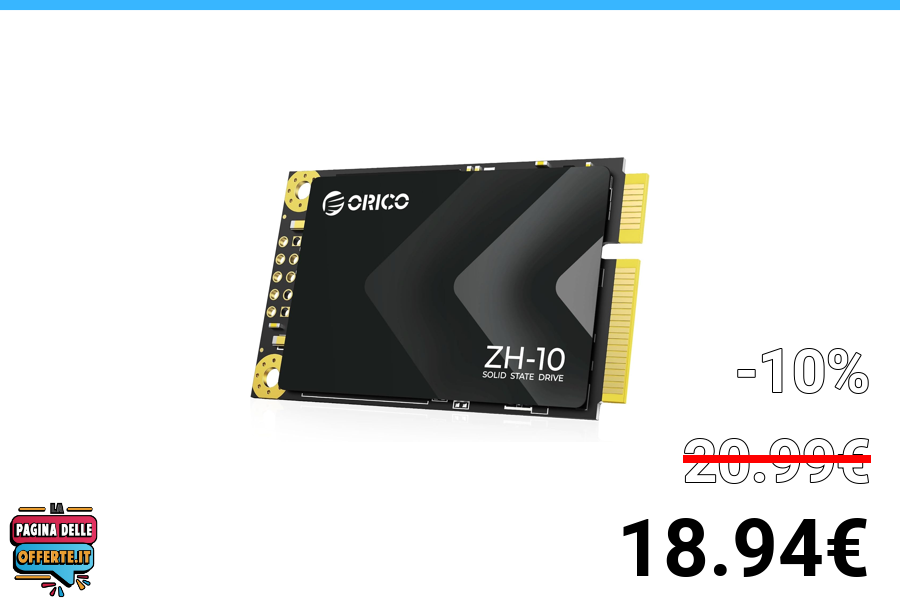 ORICO
ZH-10
SOLID STATE DRIVE
-10%
20.99€
18.94€
LA
PAGINA DELLE
OFFERTE.IT